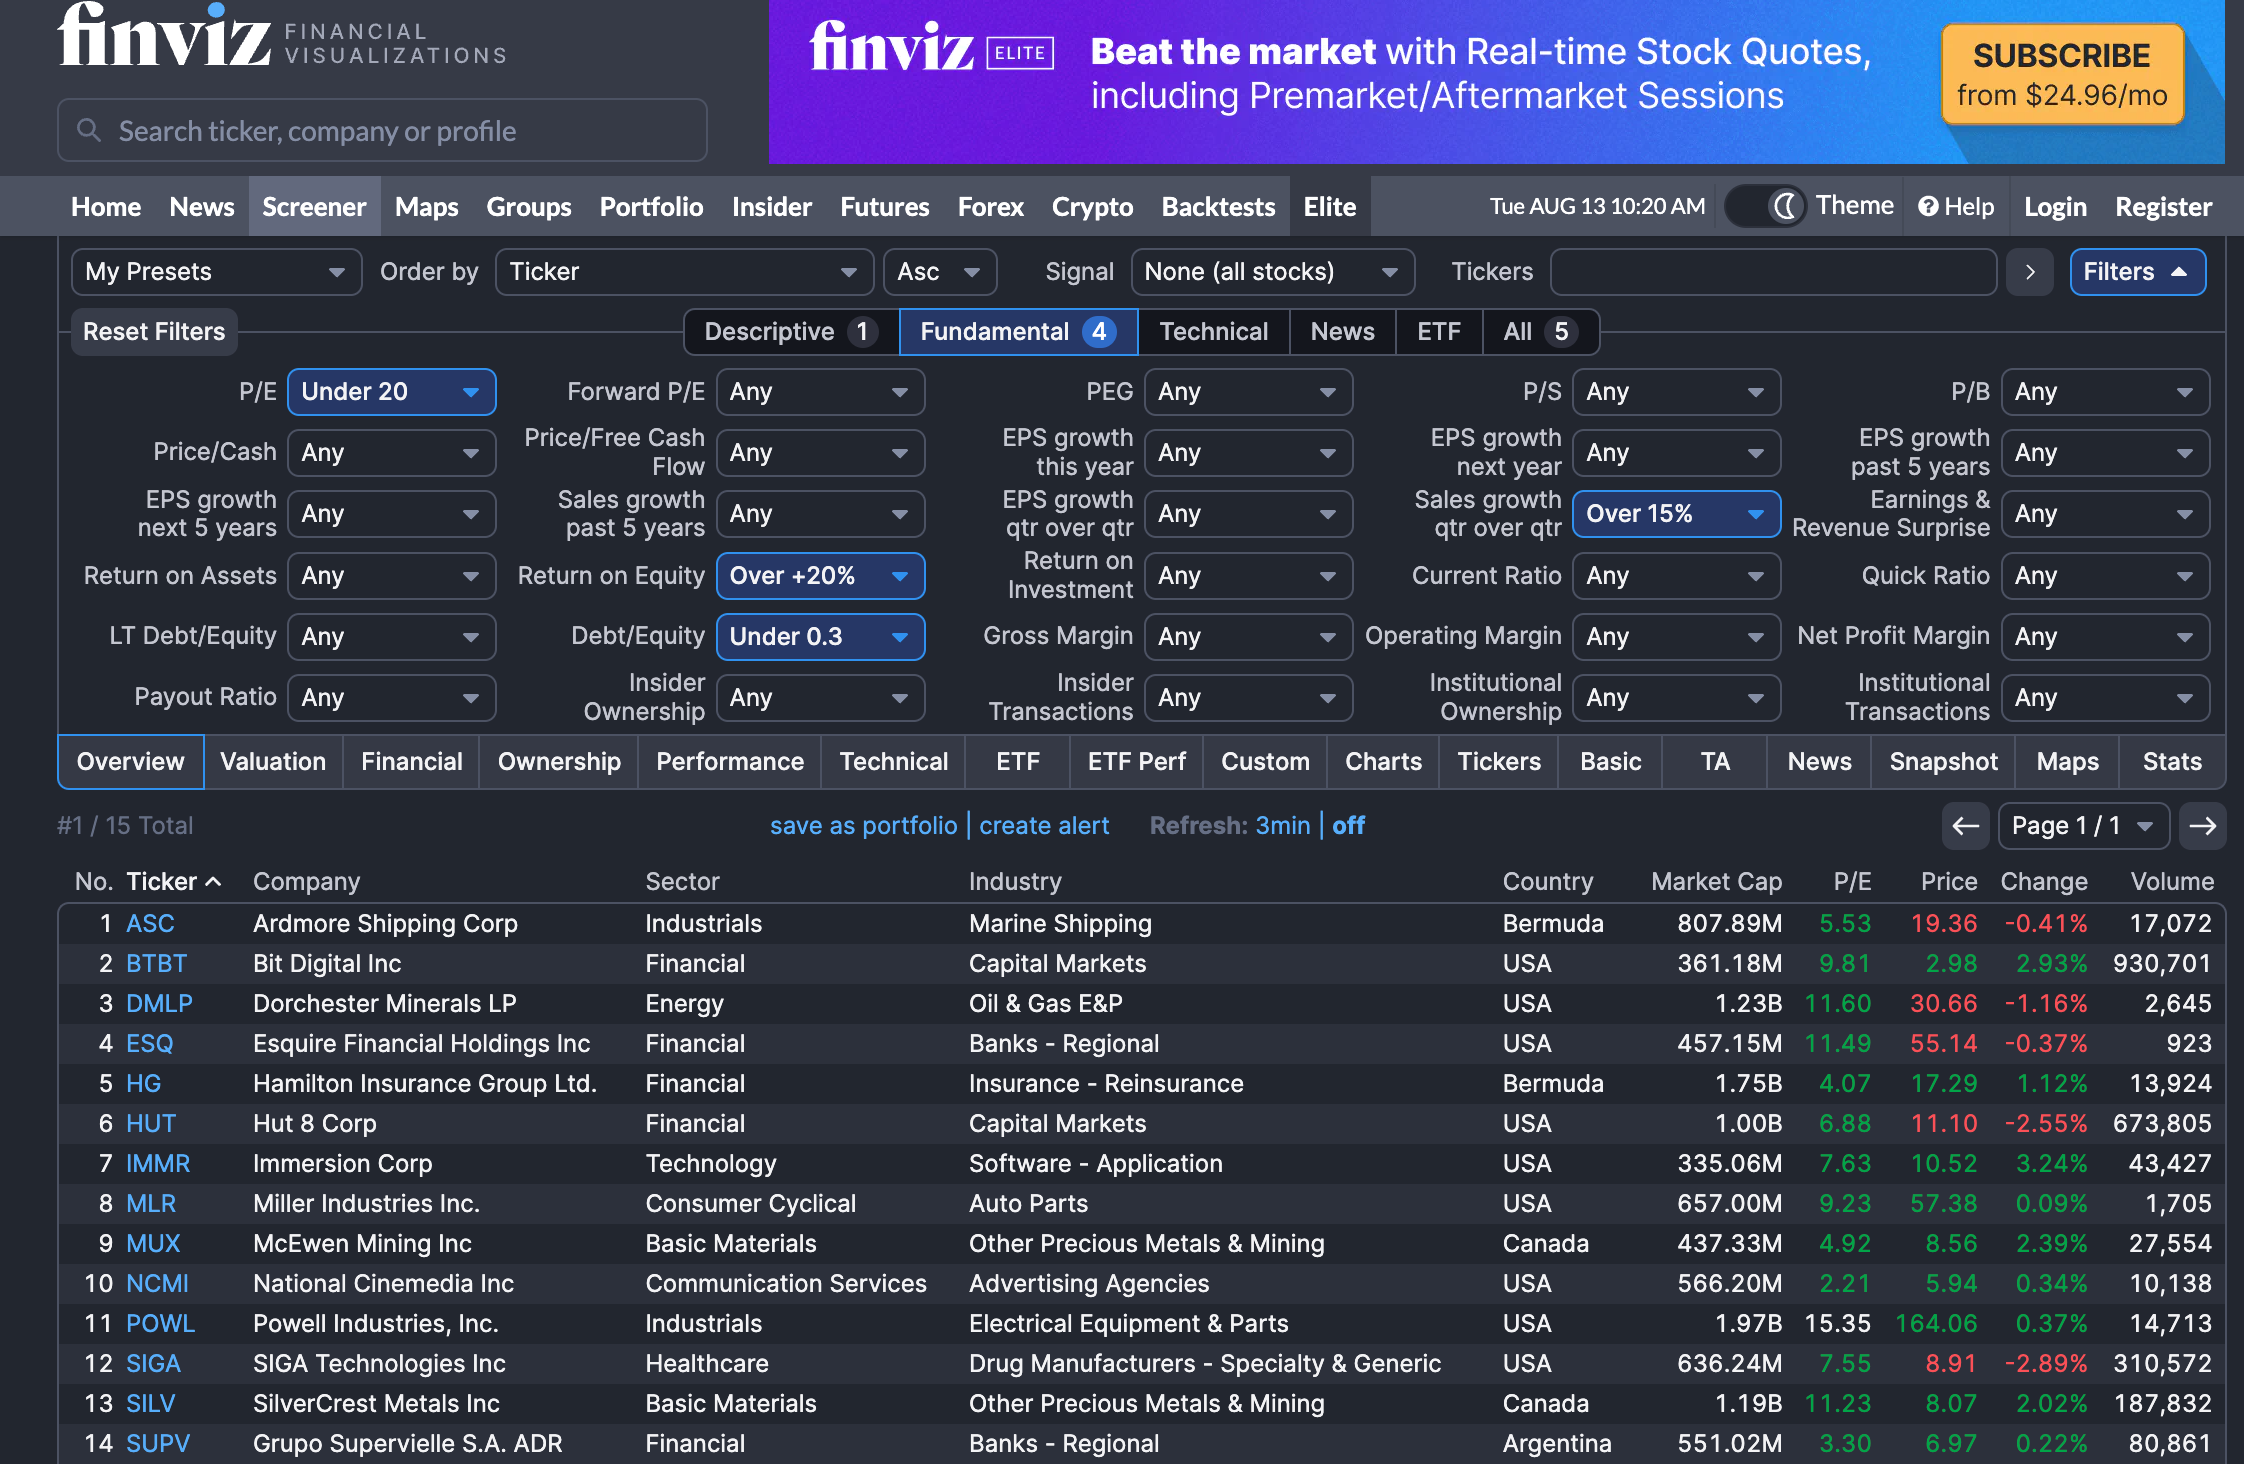 finviz FINANCIAL VISUALIZATIONS
Search ticker, company or profile
finviz ELITE Beat the market with Real-time Stock Quotes,
including Premarket/Aftermarket Sessions
SUBSCRIBE
from $24.96/mo
Home News Screener Maps Groups Portfolio Insider Futures Forex Crypto Backtests Elite Tue AUG 13 10:20 AM Theme Help Login Register
My Presets Order by Ticker Asc Signal None (all stocks) Tickers > Filters
Reset Filters Descriptive 1 Fundamental 4 Technical News ETF All 5
P/E Under 20 Forward P/E Any PEG Any P/S Any P/B Any
Price/Cash Any Price/Free Cash Flow Any EPS growth this year Any EPS growth next year Any EPS growth past 5 years Any
EPS growth next 5 years Any Sales growth past 5 years Any EPS growth qtr over qtr Any Sales growth qtr over qtr Over 15% Earnings & Revenue Surprise Any
Return on Assets Any Return on Equity Over +20% Return on Investment Any Current Ratio Any Quick Ratio Any
LT Debt/Equity Any Debt/Equity Under 0.3 Gross Margin Any Operating Margin Any Net Profit Margin Any
Payout Ratio Any Insider Ownership Any Insider Transactions Any Institutional Ownership Any Institutional Transactions Any
Overview Valuation Financial Ownership Performance Technical ETF ETF Perf Custom Charts Tickers Basic TA News Snapshot Maps Stats
#1 / 15 Total save as portfolio | create alert Refresh: 3min | off Page 1 / 1
No. Ticker Company Sector Industry Country Market Cap P/E Price Change Volume
1 ASC Ardmore Shipping Corp Industrials Marine Shipping Bermuda 807.89M 5.53 19.36 -0.41% 17,072
2 BTBT Bit Digital Inc Financial Capital Markets USA 361.18M 9.81 2.98 2.93% 930,701
3 DMLP Dorchester Minerals LP Energy Oil & Gas E&P USA 1.23B 11.60 30.66 -1.16% 2,645
4 ESQ Esquire Financial Holdings Inc Financial Banks - Regional USA 457.15M 11.49 55.14 -0.37% 923
5 HG Hamilton Insurance Group Ltd. Financial Insurance - Reinsurance Bermuda 1.75B 4.07 17.29 1.12% 13,924
6 HUT Hut 8 Corp Financial Capital Markets USA 1.00B 6.88 11.10 -2.55% 673,805
7 IMMR Immersion Corp Technology Software - Application USA 335.06M 7.63 10.52 3.24% 43,427
8 MLR Miller Industries Inc. Consumer Cyclical Auto Parts USA 657.00M 9.23 57.38 0.09% 1,705
9 MUX McEwen Mining Inc Basic Materials Other Precious Metals & Mining Canada 437.33M 4.92 8.56 2.39% 27,554
10 NCMI National Cinemedia Inc Communication Services Advertising Agencies USA 566.20M 2.21 5.94 0.34% 10,138
11 POWL Powell Industries, Inc. Industrials Electrical Equipment & Parts USA 1.97B 15.35 164.06 0.37% 14,713
12 SIGA SIGA Technologies Inc Healthcare Drug Manufacturers - Specialty & Generic USA 636.24M 7.55 8.91 -2.89% 310,572
13 SILV SilverCrest Metals Inc Basic Materials Other Precious Metals & Mining Canada 1.19B 11.23 8.07 2.02% 187,832
14 SUPV Grupo Supervielle S.A. ADR Financial Banks - Regional Argentina 551.02M 3.30 6.97 0.22% 80,861